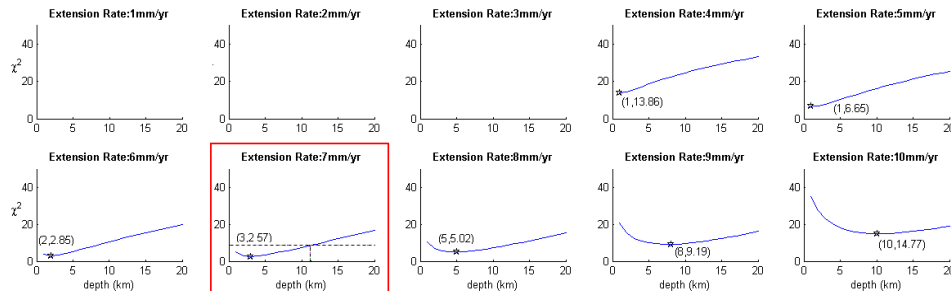 Extension Rate:1mm/yr
Extension Rate:2mm/yr
Extension Rate:3mm/yr
Extension Rate:4mm/yr
Extension Rate:5mm/yr
40
20
0
χ²
0 5 10 15 20
40
20
0
0 5 10 15 20
40
20
0
0 5 10 15 20
40
20
0
(1,13.86)
0 5 10 15 20
depth (km)
40
20
0
(1,6.65)
0 5 10 15 20
depth (km)
Extension Rate:6mm/yr
Extension Rate:7mm/yr
Extension Rate:8mm/yr
Extension Rate:9mm/yr
Extension Rate:10mm/yr
40
20
0
χ²
(2,2.85)
0 5 10 15 20
depth (km)
40
20
0
(3,2.57)
0 5 10 15 20
depth (km)
40
20
0
(5,5.02)
0 5 10 15 20
depth (km)
40
20
0
(8,9.19)
0 5 10 15 20
depth (km)
40
20
0
(10,14.77)
0 5 10 15 20
depth (km)